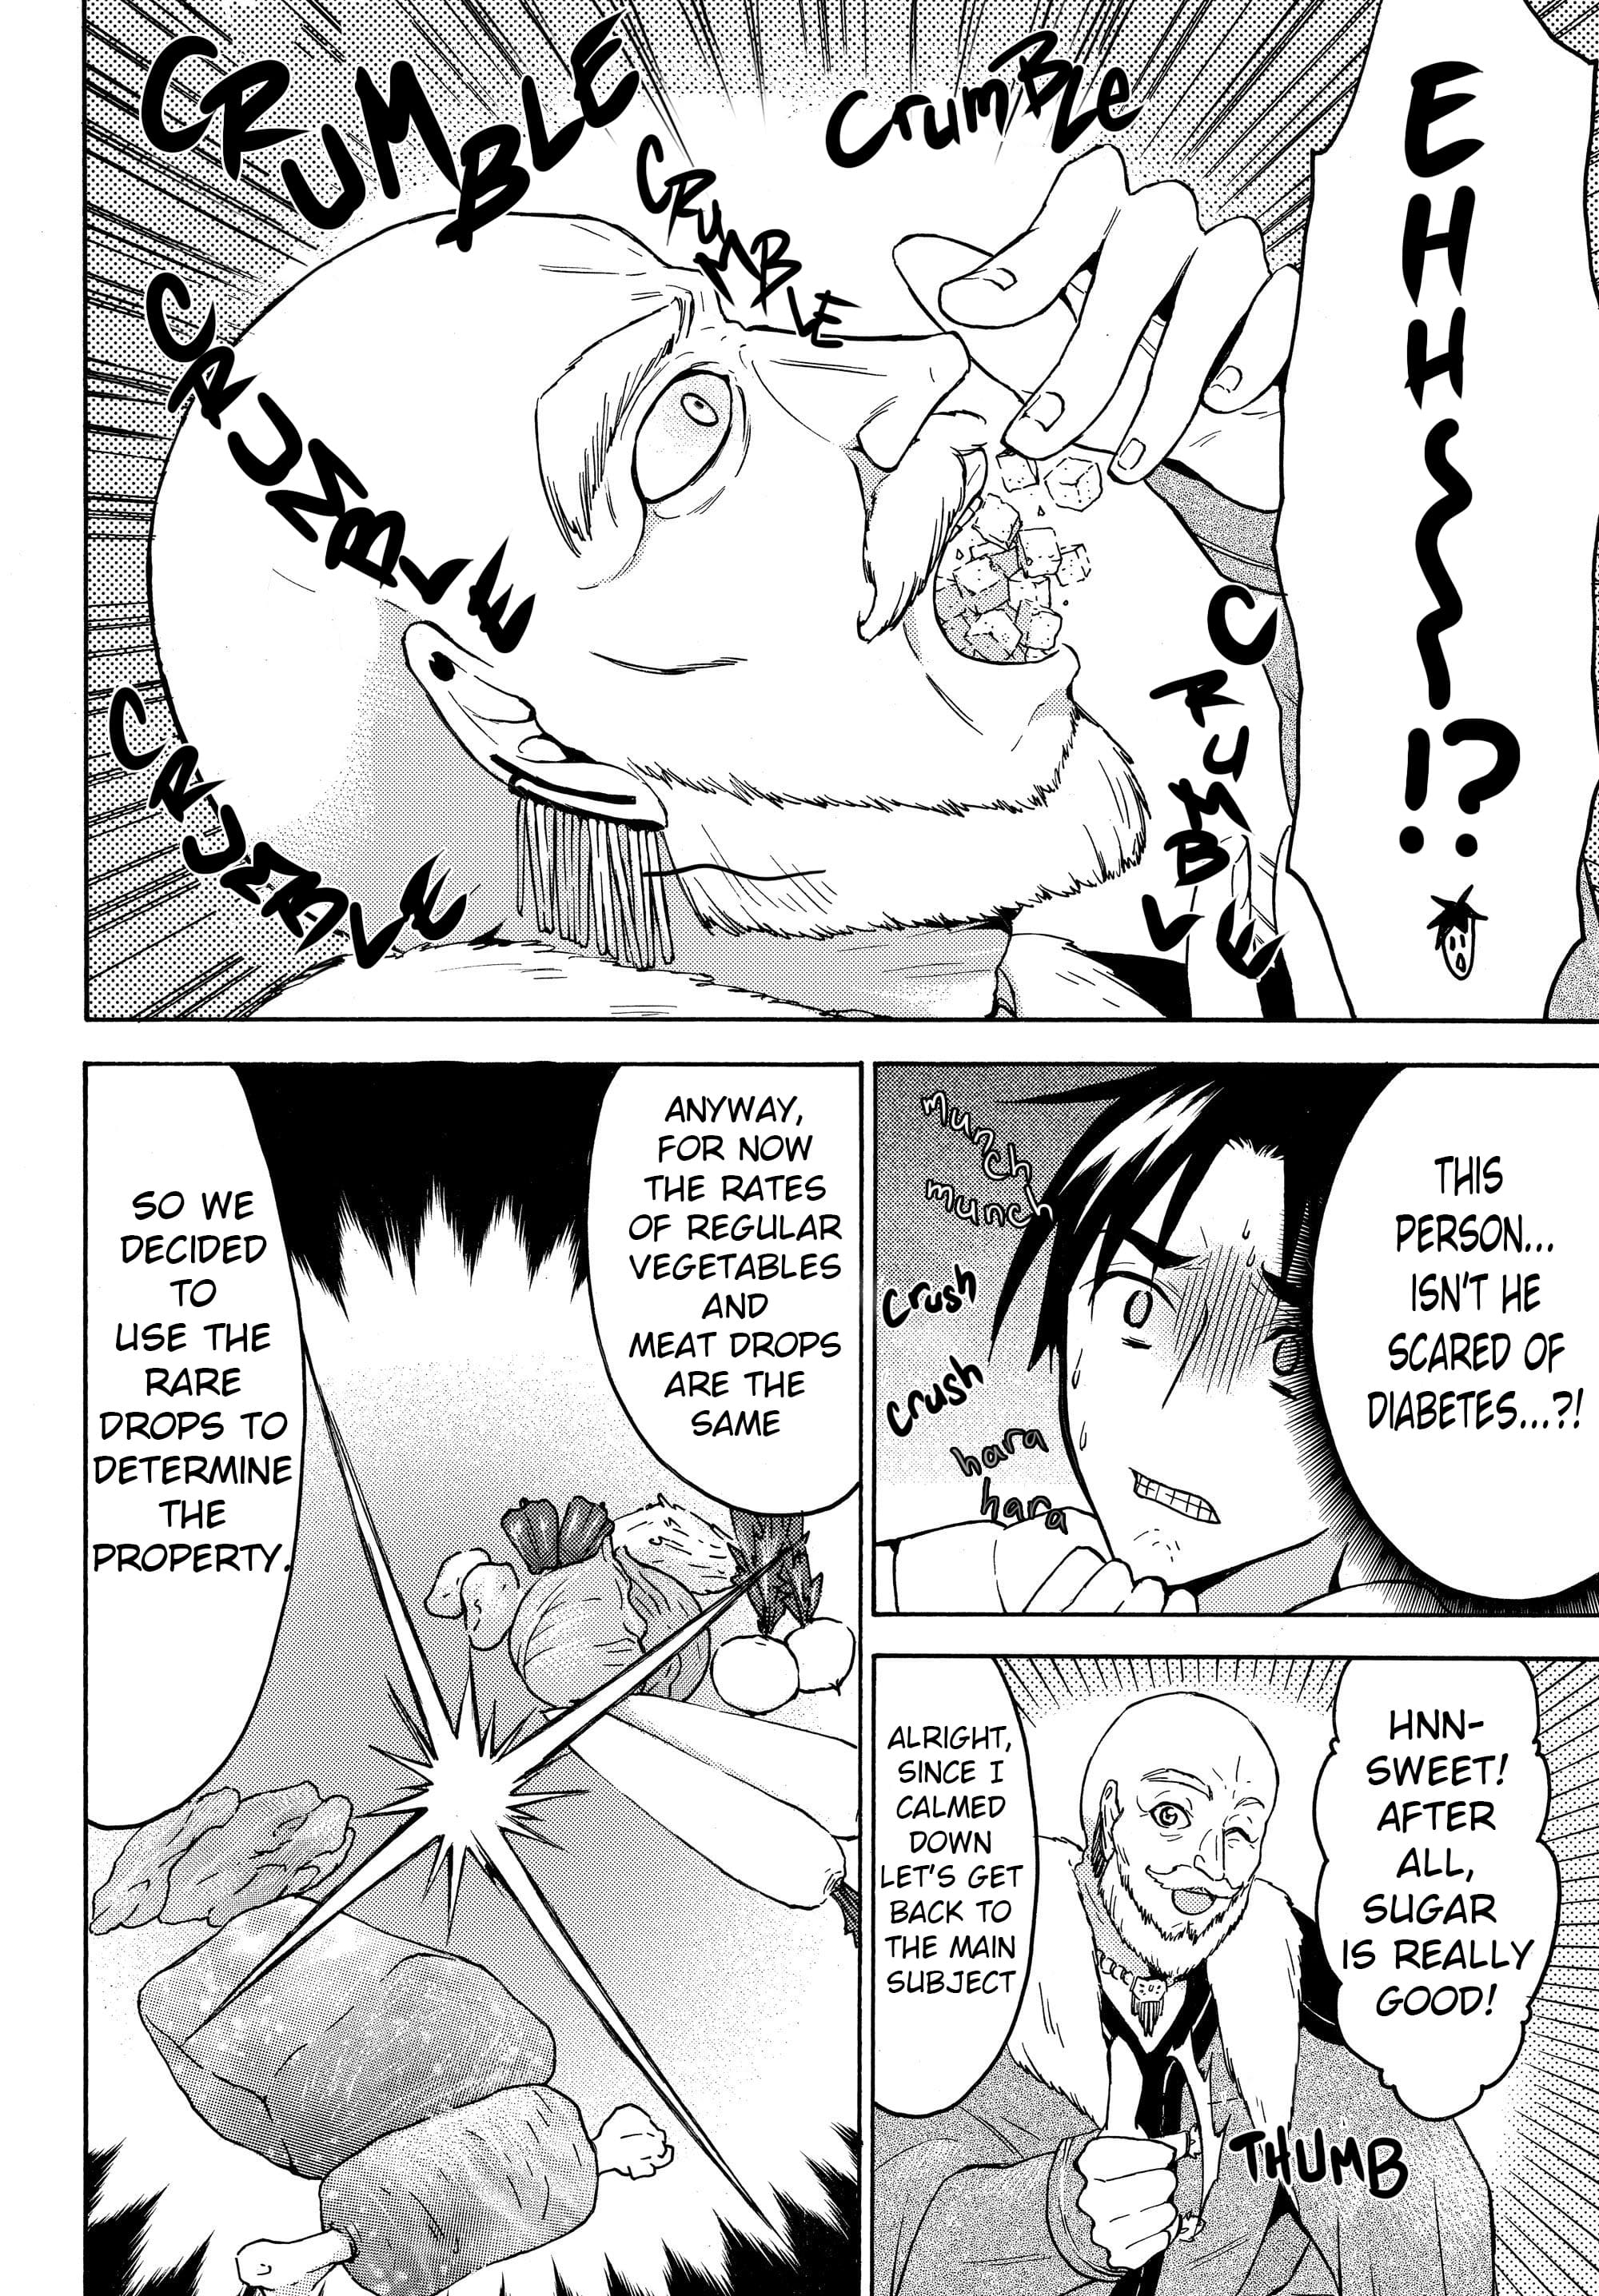 EHH~~!?
CRUMBLE
CRUMBLE
CRUMBLE
CRUMBLE
CRUMBLE
CRUMBLE
THIS
PERSON...
ISN'T HE
SCARED OF
DIABETES...?!
munch
munch
crush
crush
hara
hara
HNN-
SWEET!
AFTER
ALL,
SUGAR
IS REALLY
GOOD!
ALRIGHT,
SINCE I
CALMED
DOWN
LET'S GET
BACK TO
THE MAIN
SUBJECT
THUMB
ANYWAY,
FOR NOW
THE RATES
OF REGULAR
VEGETABLES
AND
MEAT DROPS
ARE THE
SAME
SO WE
DECIDED
TO
USE THE
RARE
DROPS TO
DETERMINE
THE
PROPERTY.